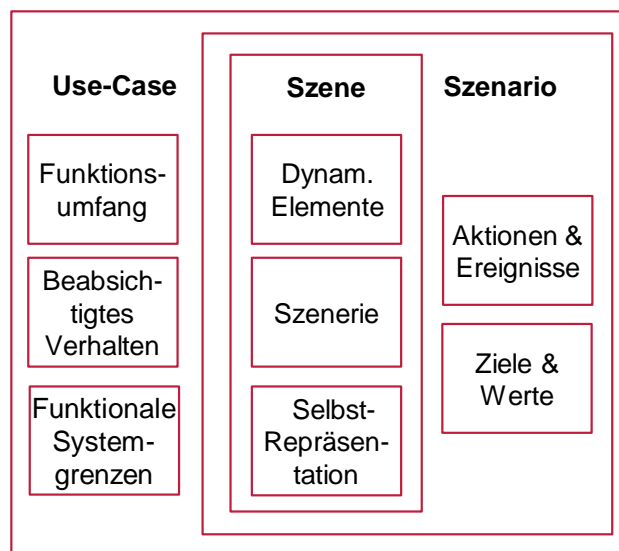 Use-Case
Funktions-
umfang
Beabsich-
tigtes
Verhalten
Funktionale
System-
grenzen
Szene
Dynam.
Elemente
Szenerie
Selbst-
Repräsen-
tation
Szenario
Aktionen &
Ereignisse
Ziele &
Werte